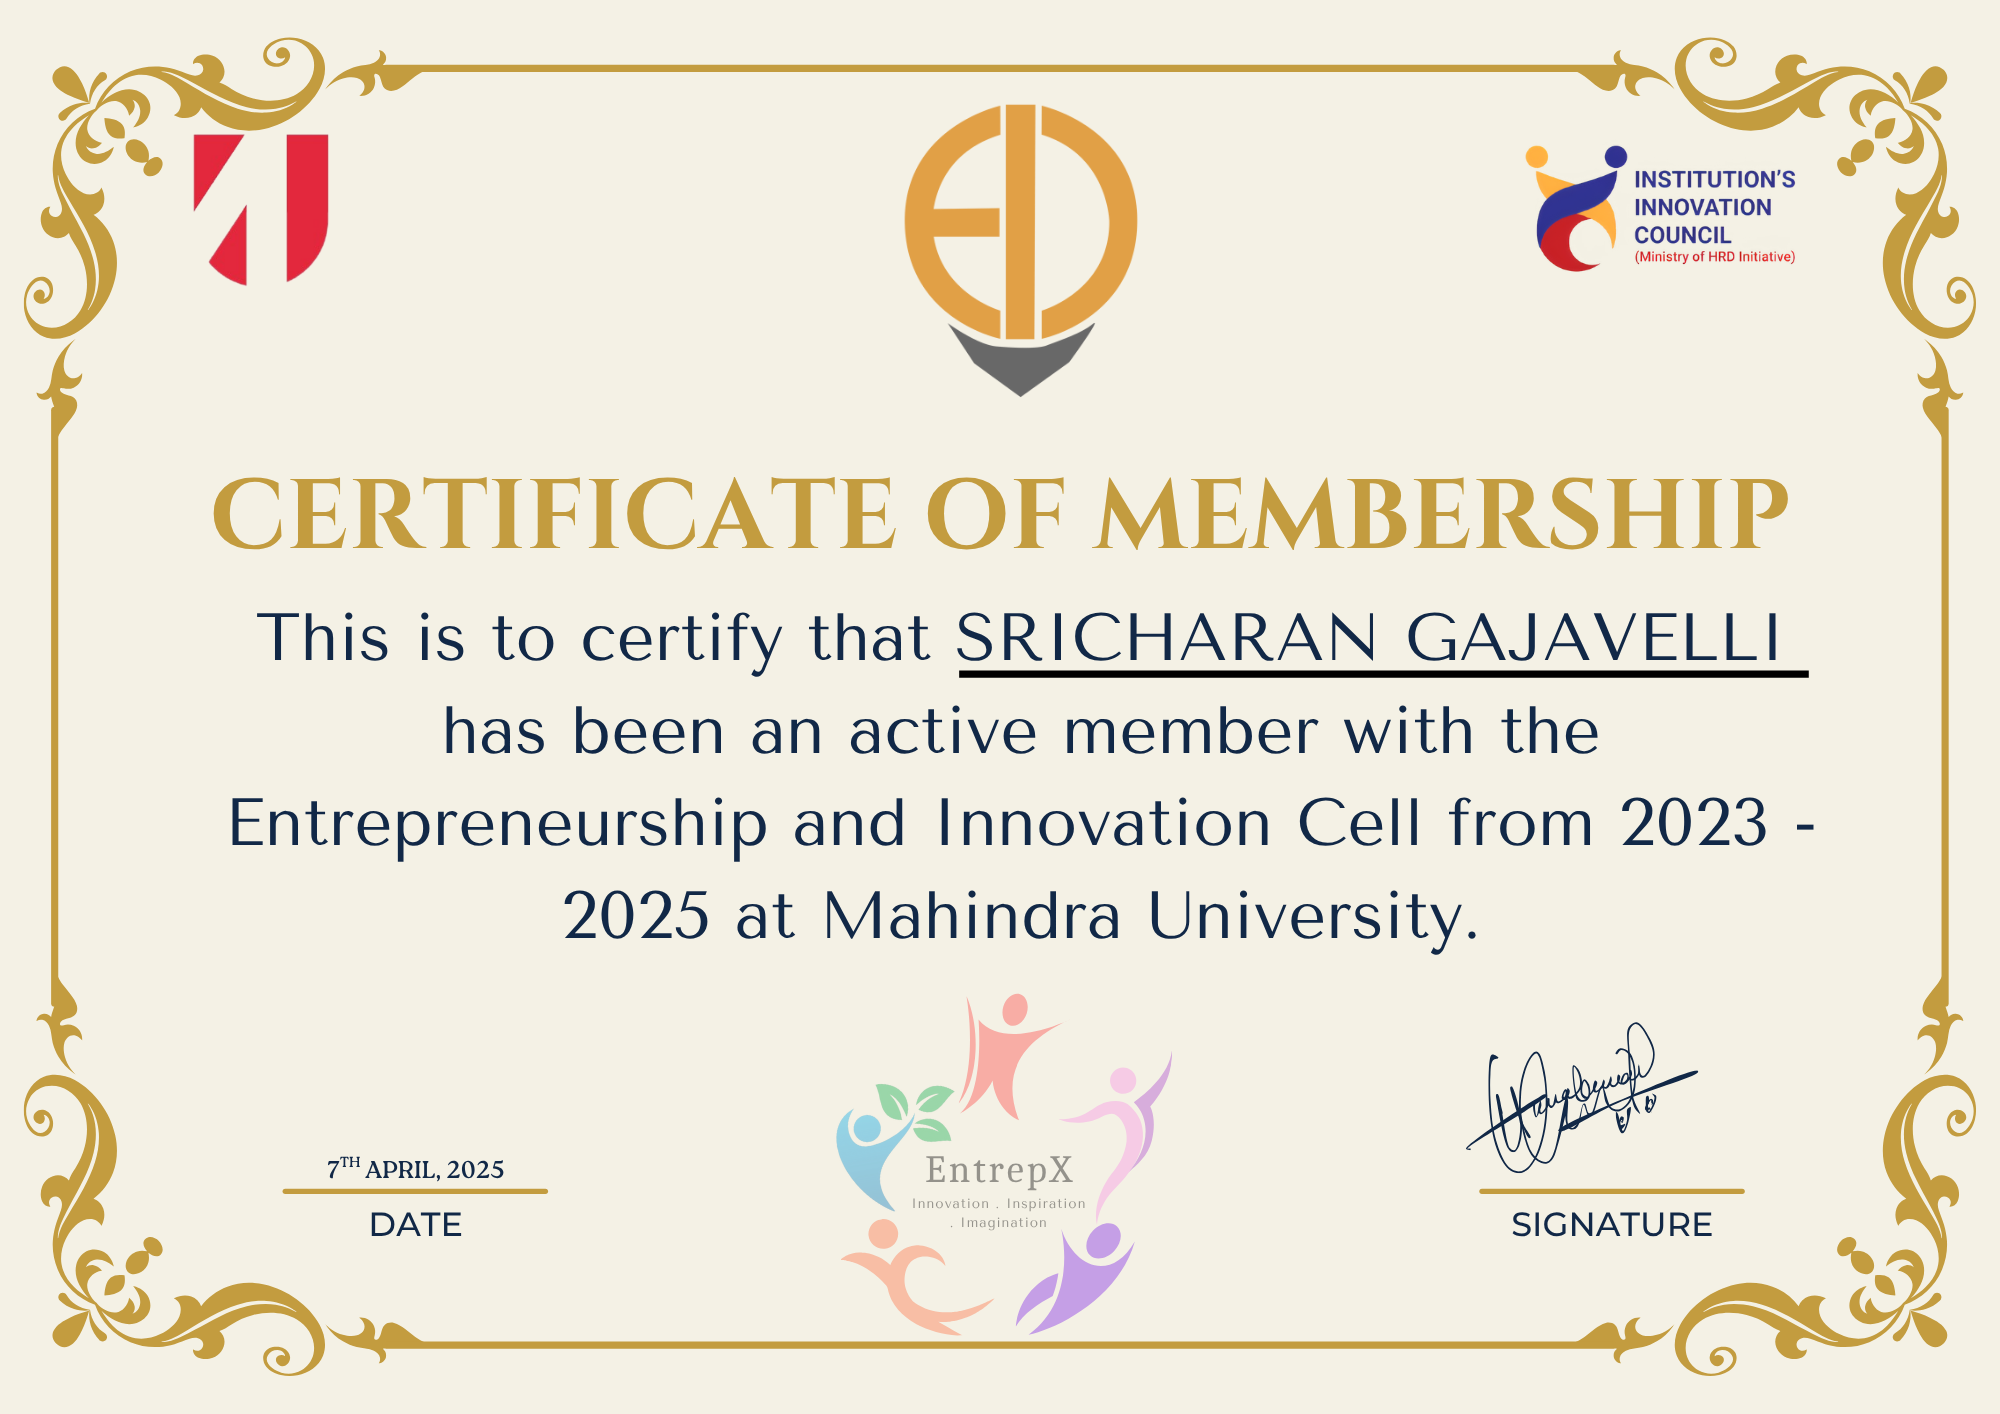 INSTITUTION'S
INNOVATION
COUNCIL
(Ministry of HRD Initiative)
CERTIFICATE OF MEMBERSHIP
This is to certify that SRICHARAN GAJAVELLI
has been an active member with the
Entrepreneurship and Innovation Cell from 2023 -
2025 at Mahindra University.
EntrepX
Innovation . Inspiration
. Imagination
7TH APRIL, 2025
DATE
SIGNATURE